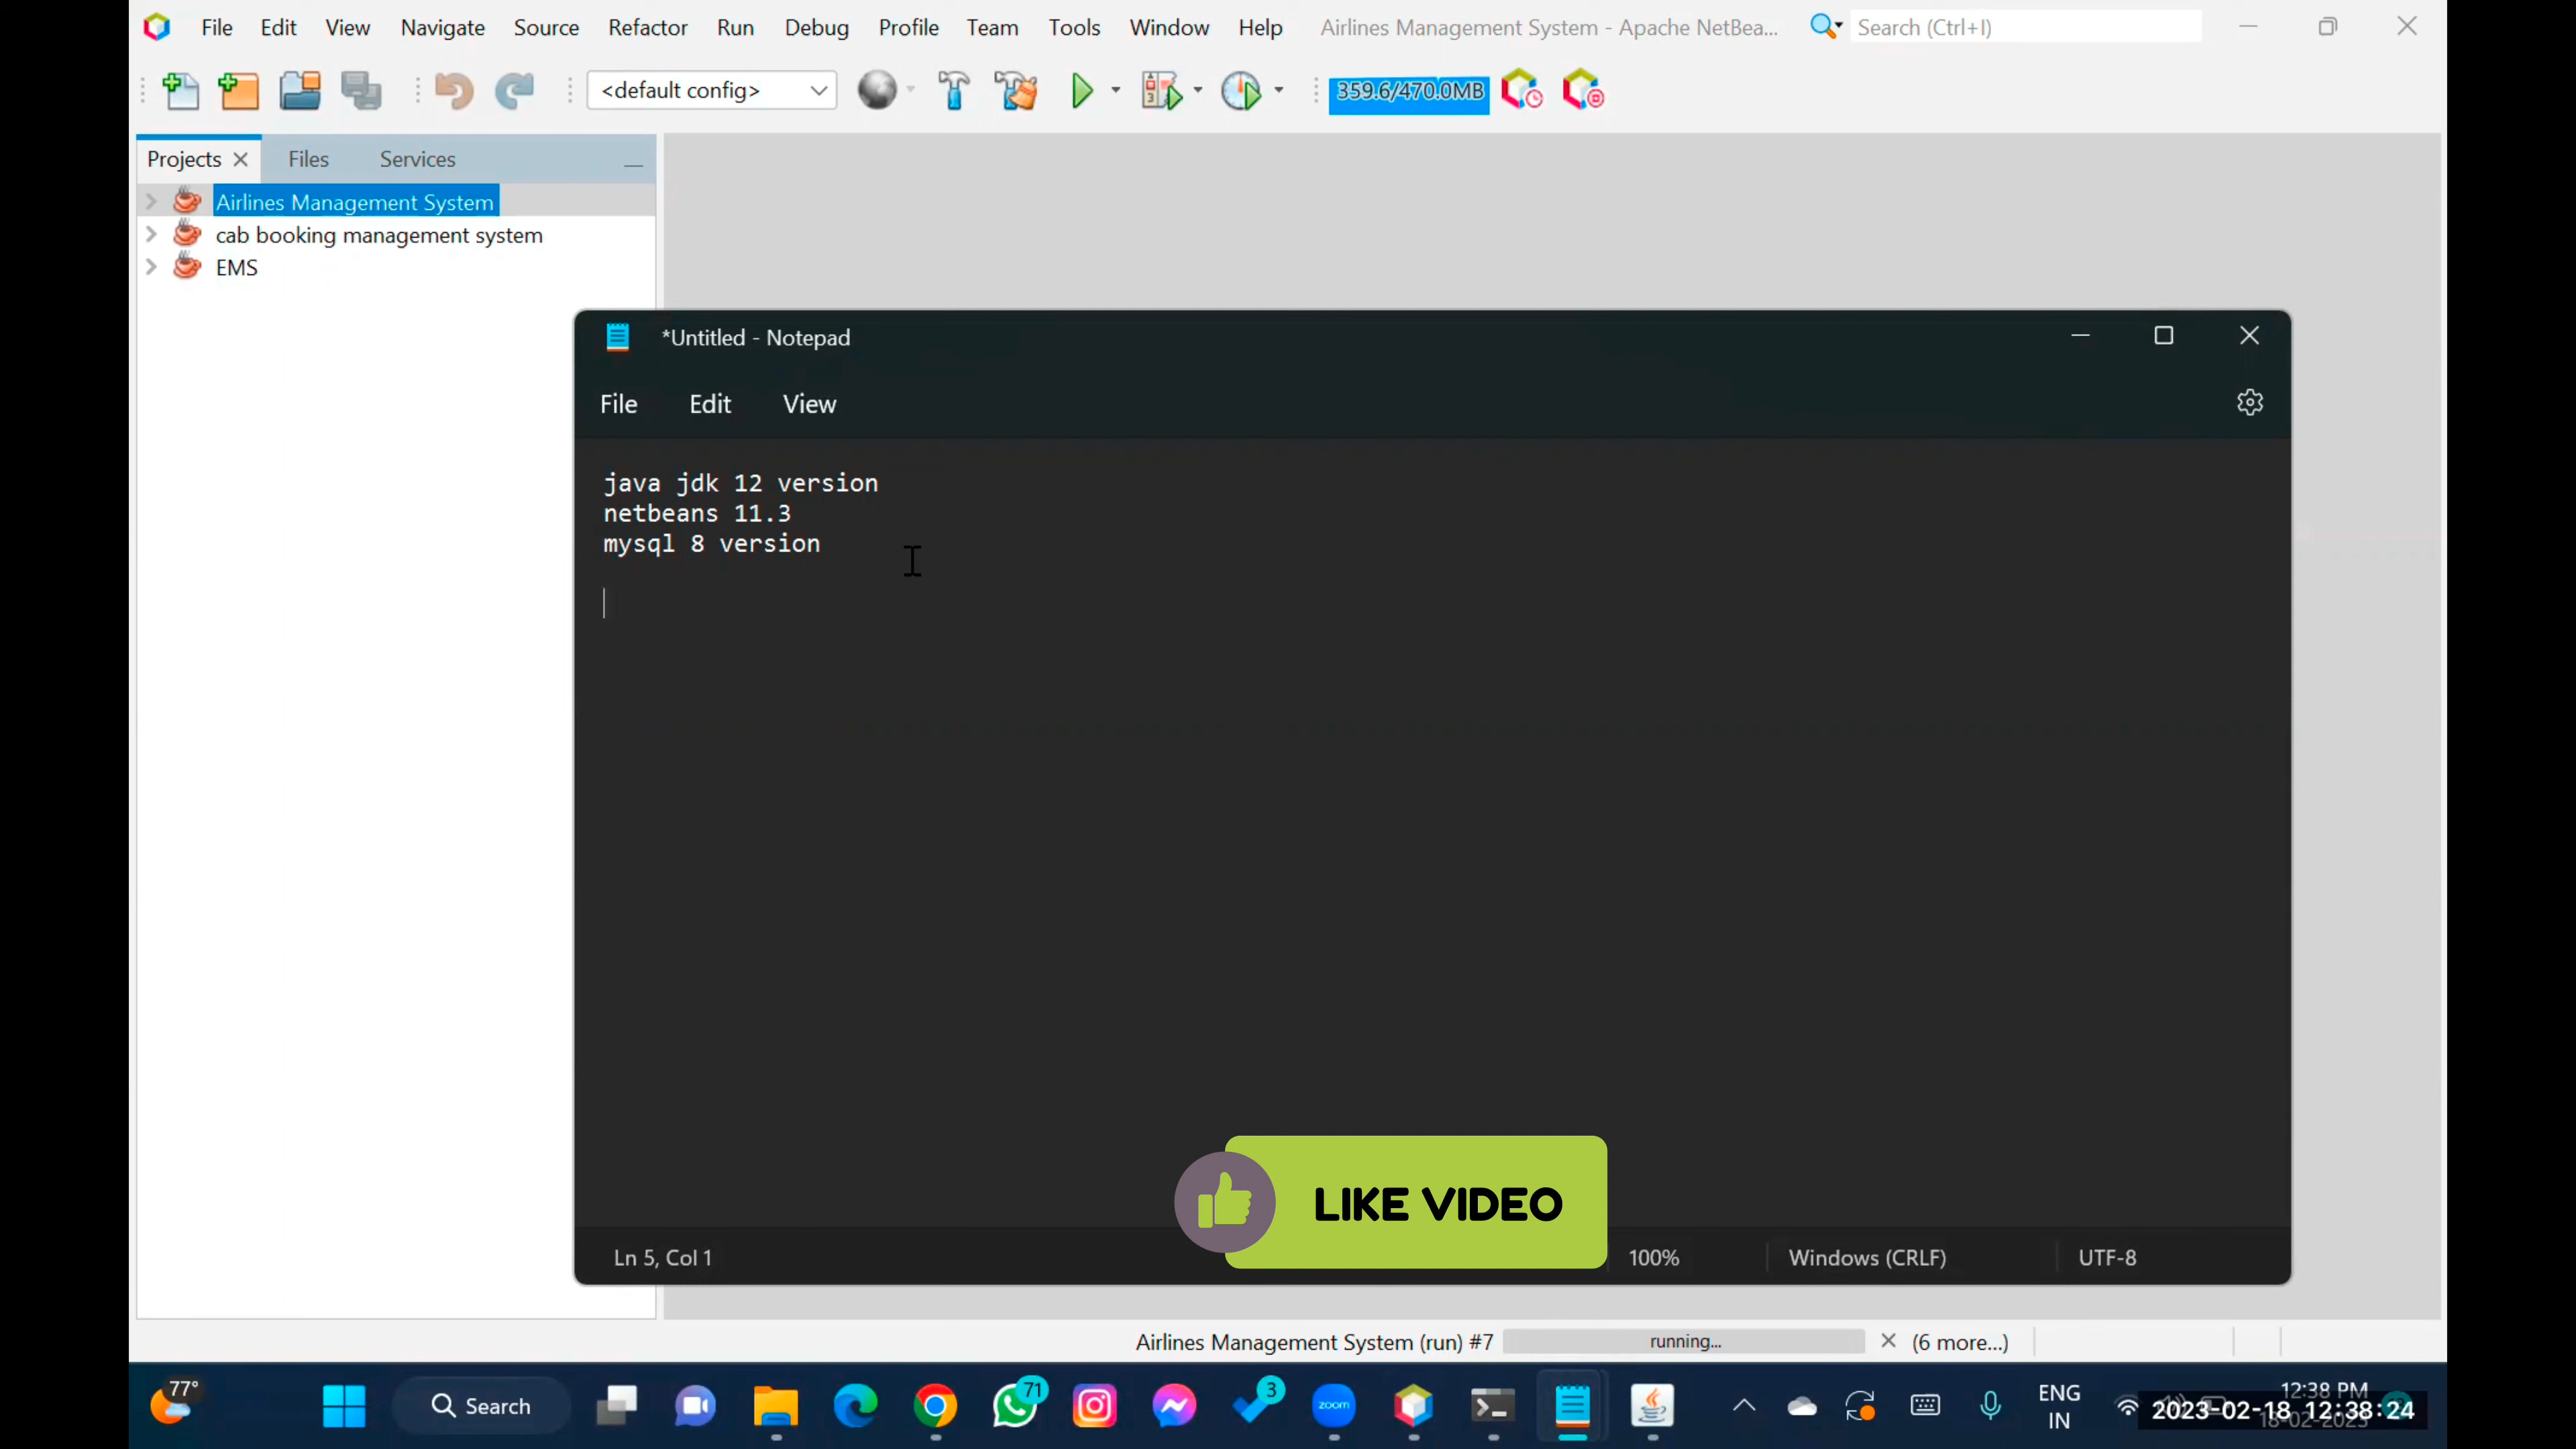 File Edit View Navigate Source Refactor Run Debug Profile Team Tools Window Help Airlines Management System - Apache NetBea... Search (Ctrl+I)
<default config> 359.6/470.0MB
Projects Files Services
Airlines Management System
cab booking management system
EMS
*Untitled - Notepad
File Edit View
java jdk 12 version
netbeans 11.3
mysql 8 version
LIKE VIDEO
Ln 5, Col 1 100% Windows (CRLF) UTF-8
Airlines Management System (run) #7 running... (6 more...)
77° Search 71 3 zoom ENG
IN
12:38 PM
18-02-2023
2023-02-18 12:38:24